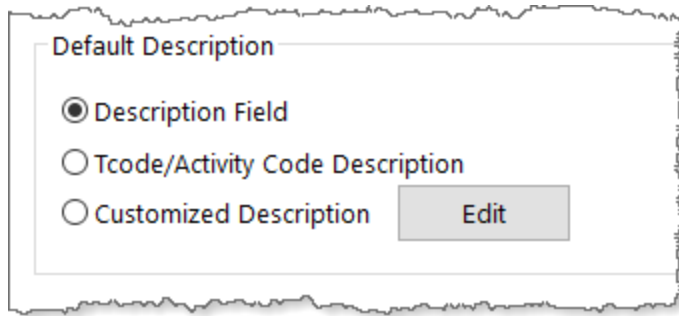 Default Description
Description Field
Tcode/Activity Code Description
Customized Description Edit